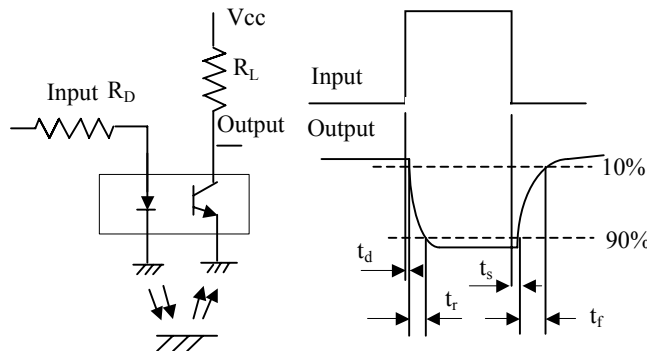 Vcc
R_L
Input R_D
Output
Input
Output
10%
90%
t_d
t_s
t_r
t_f